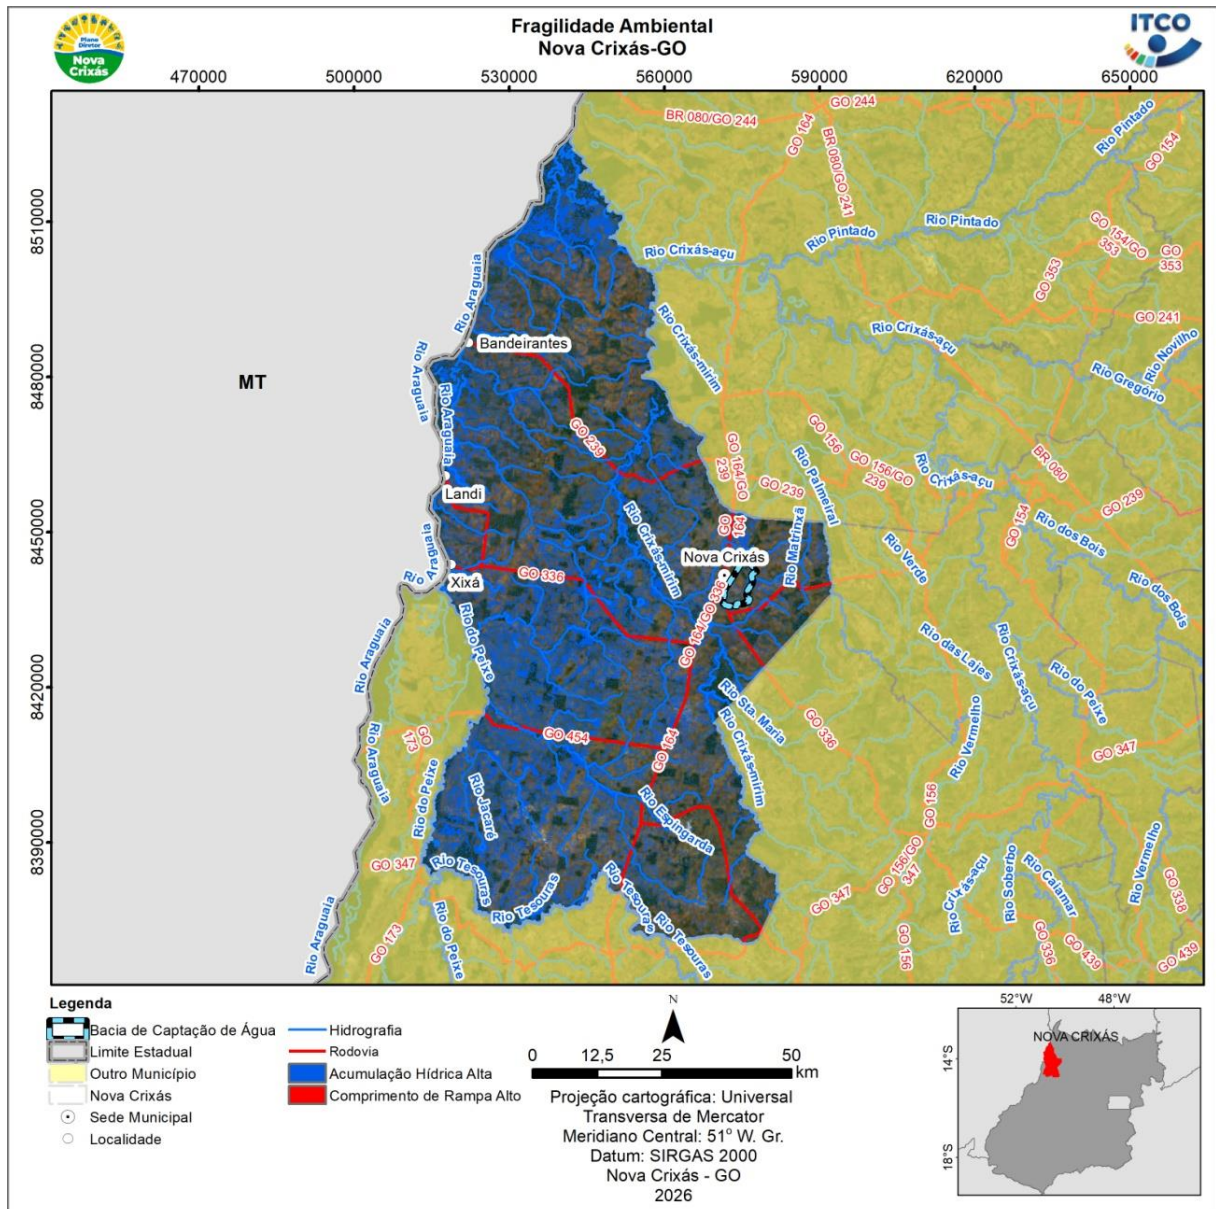 Fragilidade Ambiental
Nova Crixás-GO
Plano
Diretor
Nova
Crixás
ITCO
470000
500000
530000
560000
590000
620000
650000
8510000
8480000
8450000
8420000
8390000
GO 244
BR 080/GO 244
GO 164
BR 080/GO 241
Rio Pintado
GO 154
Rio Pintado
Rio Pintado
GO 154/GO
353
GO
353
GO 353
Rio Crixás-açu
Rio Araguaia
GO 241
Rio Crixás-açu
Rio Novilho
Rio Gregório
Bandeirantes
Rio Crixás-mirim
Rio Araguaia
MT
Rio Araguaia
GO 239
GO 156
GO 164/GO
239
BR 080
GO 156/GO
239
Rio Crixás-açu
Rio Palmeiral
GO 239
GO 239
Landi
GO 154
GO
164
Rio dos Bois
Rio Crixás-mirim
Rio Matrinxã
Rio Verde
Nova Crixás
Rio Araguaia
Xixá
GO 336
Rio dos Bois
GO 164/GO 336
Rio do Peixe
Rio Araguaia
Rio das Lajes
Rio Crixás-açu
Rio do Peixe
Rio Sta. Maria
Rio Crixás-mirim
GO 336
Rio Vermelho
GO
173
GO 454
GO 164
GO 347
Rio Araguaia
Rio do Peixe
Rio Jacaré
Rio Espingarda
GO 156
GO 156/GO
347
GO 347
Rio Tesouras
Rio Tesouras
Rio Tesouras
Rio Tesouras
GO 347
Rio Crixás-açu
Rio Soberbo
Rio Caiamar
Rio Vermelho
GO 338
Rio Araguaia
GO 173
Rio do Peixe
GO 156
GO 336
GO 439
GO 439
Legenda
Bacia de Captação de Água
Limite Estadual
Outro Município
Nova Crixás
Sede Municipal
Localidade
Hidrografia
Rodovia
Acumulação Hídrica Alta
Comprimento de Rampa Alto
N
0 12,5 25 50
km
Projeção cartográfica: Universal
Transversa de Mercator
Meridiano Central: 51° W. Gr.
Datum: SIRGAS 2000
Nova Crixás - GO
2026
52°W 48°W
NOVA CRIXÁS
14°S
18°S